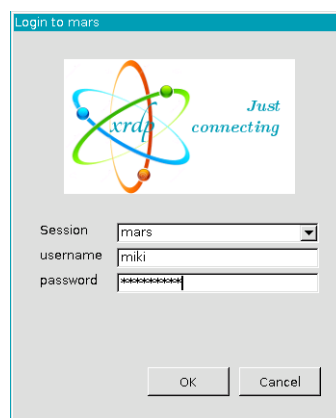 Login to mars
Just
xrdp connecting
Session mars
username miki
password *********
OK Cancel